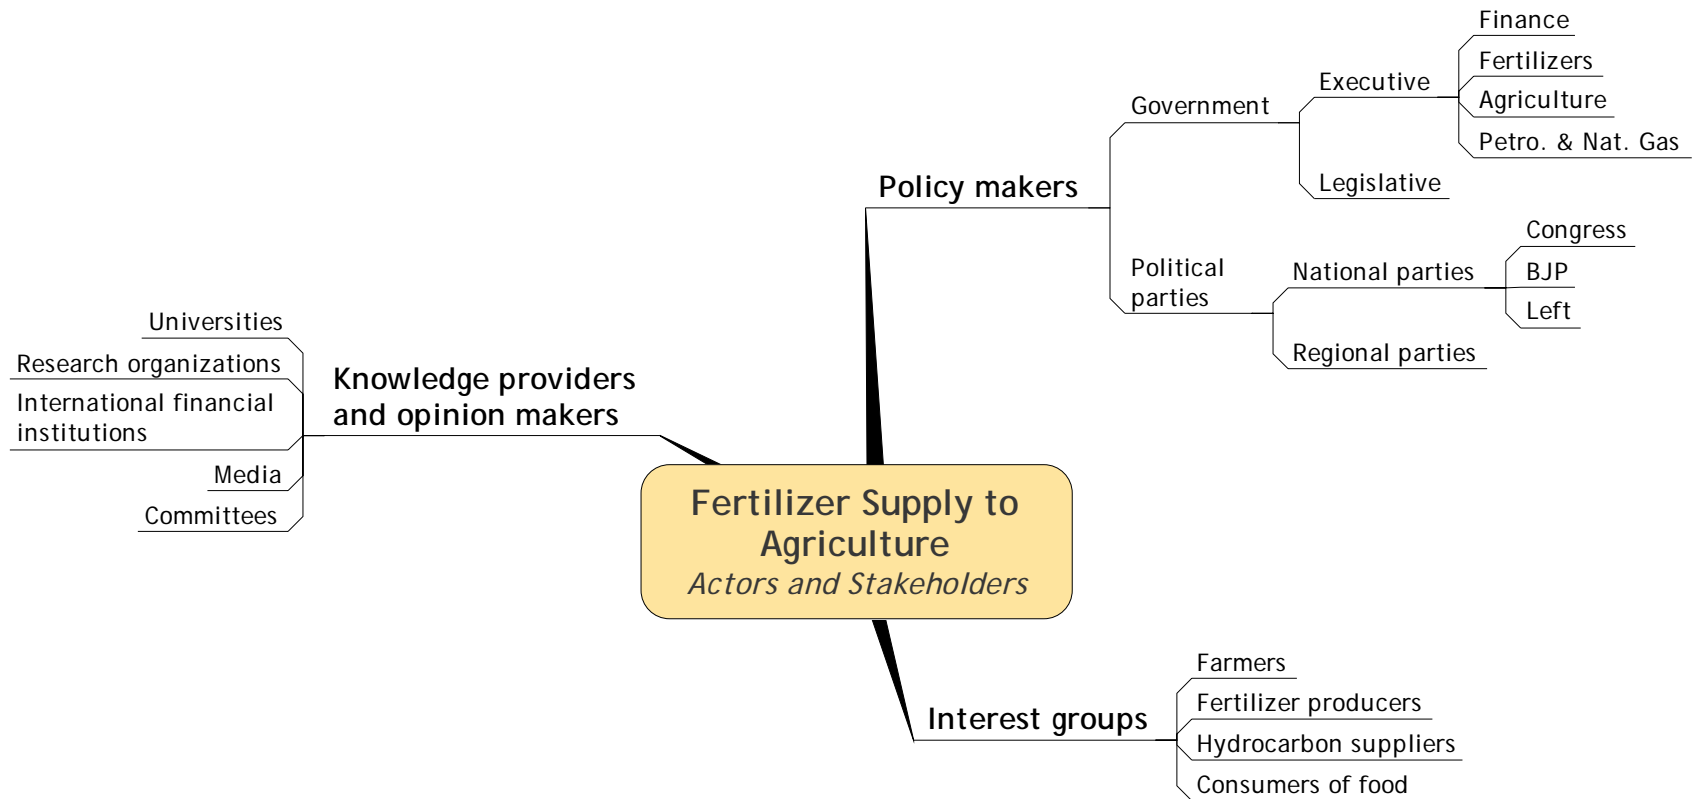 Finance
Fertilizers
Executive
Government
Agriculture
Petro. & Nat. Gas
Policy makers
Legislative
Congress
Political
parties
National parties
BJP
Left
Regional parties
Universities
Research organizations
International financial
institutions
Media
Committees
Knowledge providers
and opinion makers
Fertilizer Supply to
Agriculture
Actors and Stakeholders
Farmers
Fertilizer producers
Interest groups
Hydrocarbon suppliers
Consumers of food